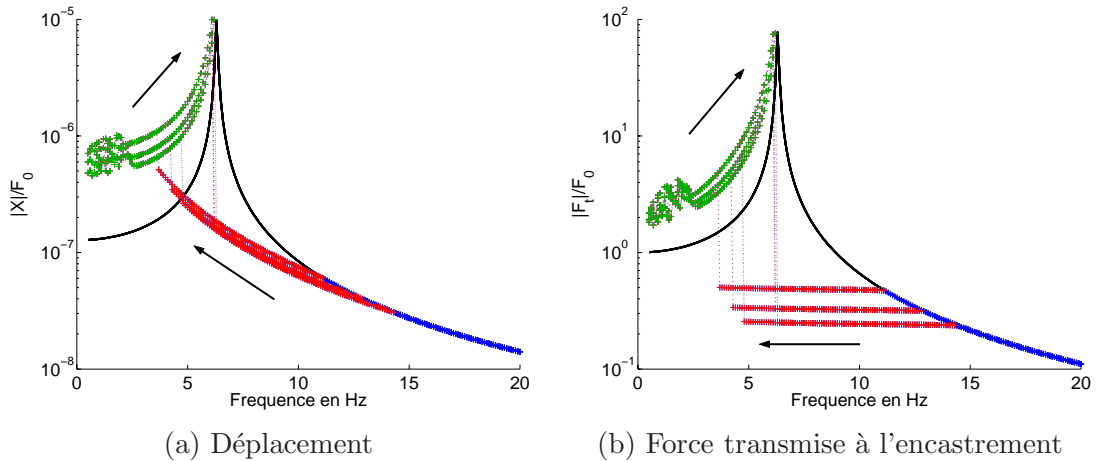 10^-5
10^-6
10^-7
10^-8
|X|/F_0
0 5 10 15 20
Frequence en Hz
(a) Déplacement
10^2
10^1
10^0
10^-1
|F_t|/F_0
0 5 10 15 20
Frequence en Hz
(b) Force transmise à l'encastrement